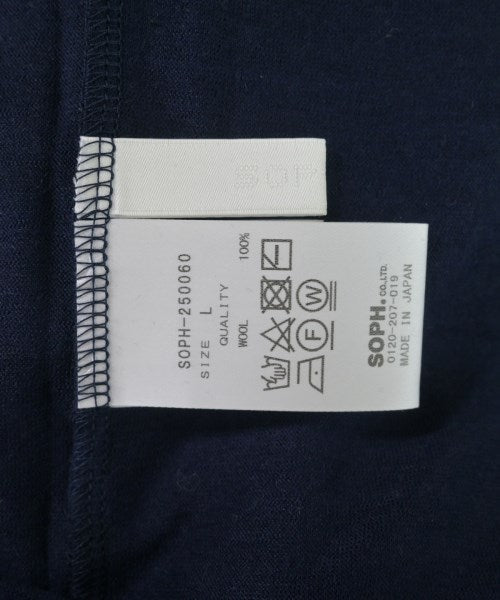 SOPH-250060
SIZE L
QUALITY
WOOL 100%
F W
SOPH.CO.,LTD.
0120-207-019
MADE IN JAPAN